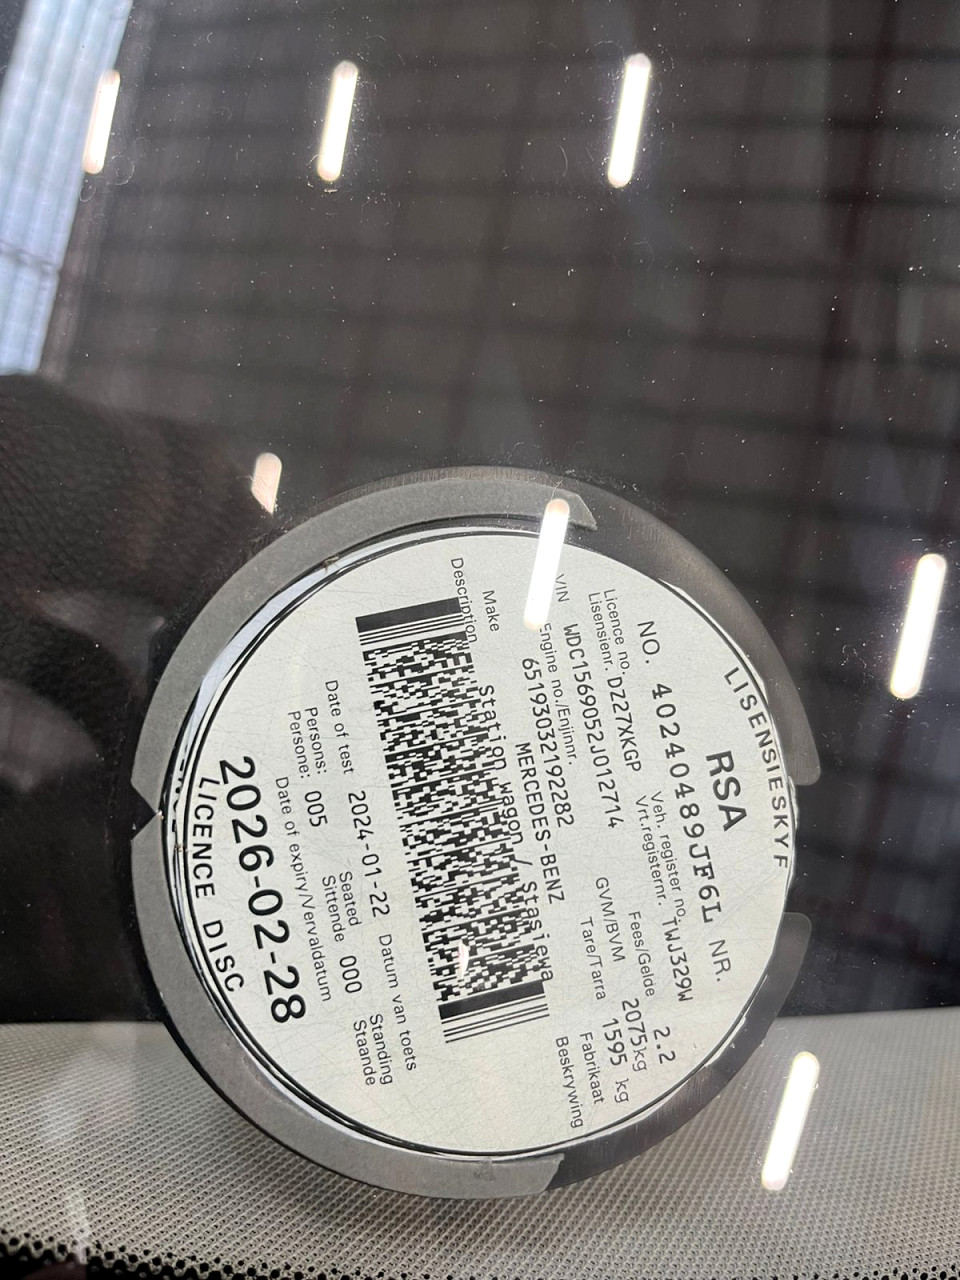 LISENSIESKYF
RSA
NO. 40240489JF6L NR.
Veh. register no.
Vrt.registernr. TWJ329W
Licence no.
Lisensienr. DZ27XKGP
Fees/Gelde 2.2
VIN WDC1569052J012714
GVM/BVM 2075kg
Engine no./Enjinnr.
65193032192282
Tare/Tarra 1595 kg
Make MERCEDES-BENZ Fabrikaat
Description Station wagon / Stasiewa Beskrywing
Date of test 2024-01-22 Datum van toets
Persons:
Persone: 005
Seated
Sittende 000
Standing
Staande
Date of expiry/Vervaldatum
2026-02-28
LICENCE DISC